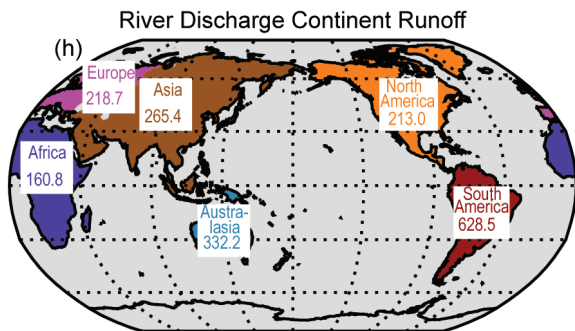 River Discharge Continent Runoff
(h)
Europe
218.7
Asia
265.4
North
America
213.0
Africa
160.8
Austra-
lasia
332.2
South
America
628.5